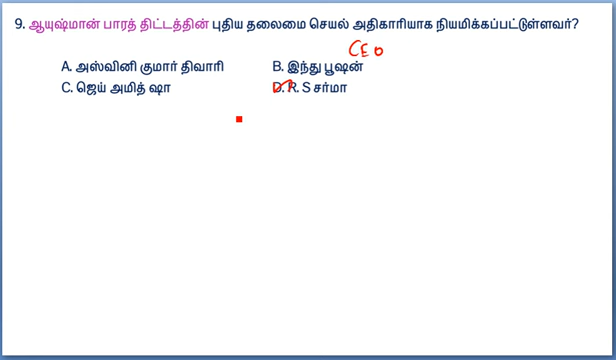 9. ஆயுஷ்மான் பாரத் திட்டத்தின் புதிய தலைமை செயல் அதிகாரியாக நியமிக்கப்பட்டுள்ளவர்?
CEO
A. அஸ்வினி குமார் திவாரி B. இந்து பூஷன்
C. ஜெய் அமித் ஷா D. R. S சர்மா